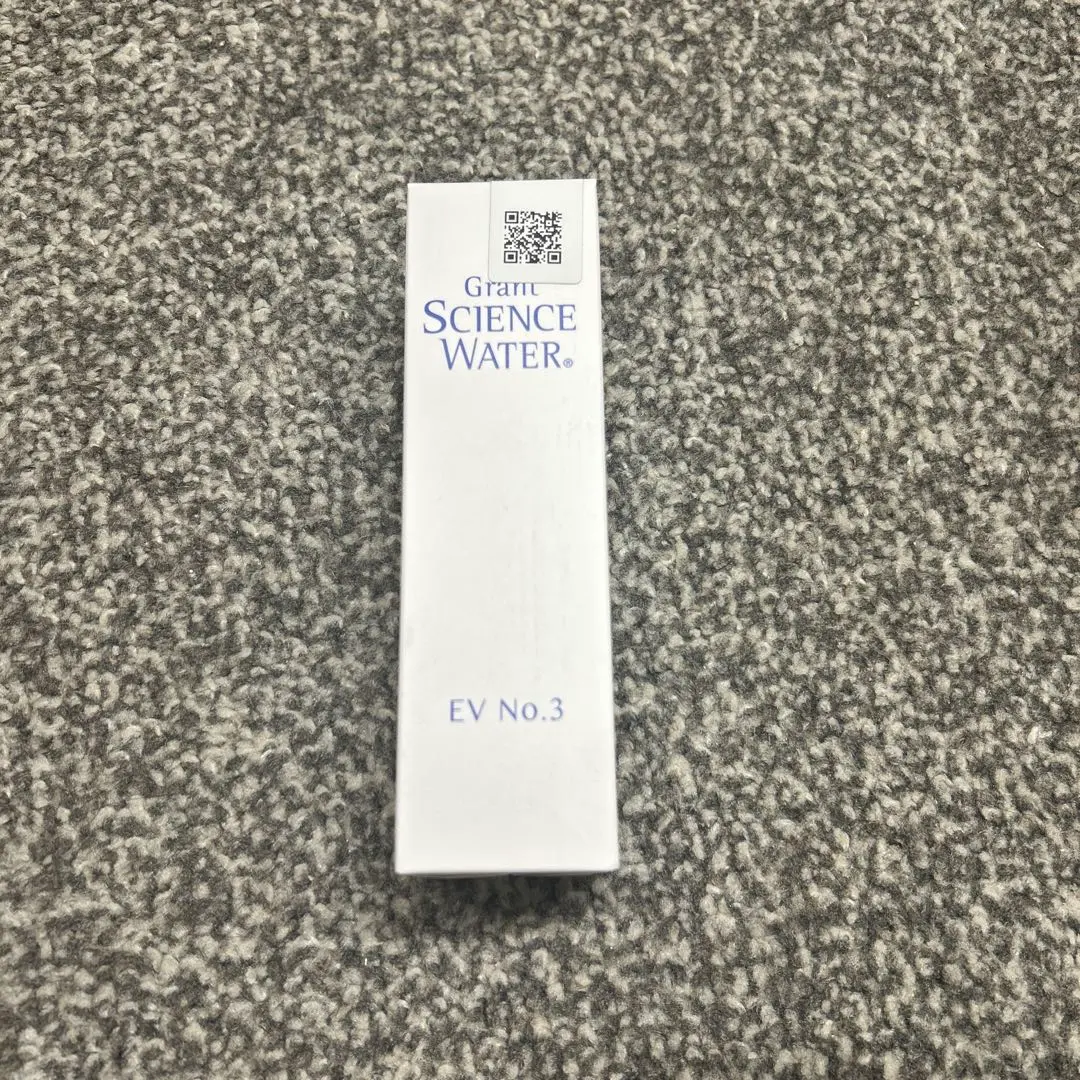 Grant
SCIENCE
WATER®
EV No.3